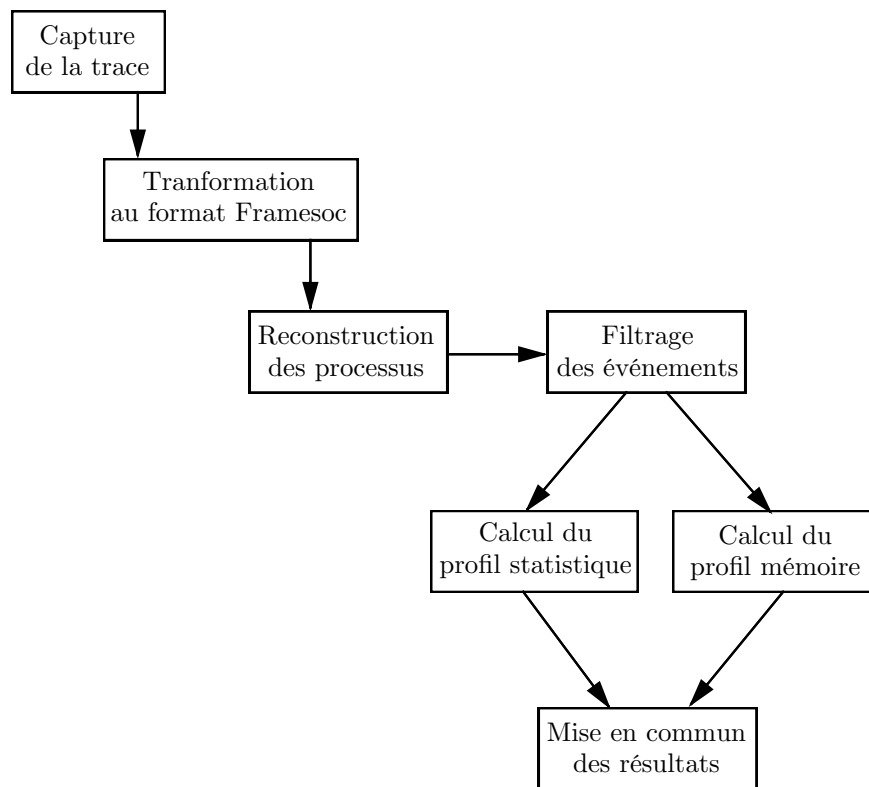 Capture
de la trace
Tranformation
au format Framesoc
Reconstruction
des processus
Filtrage
des événements
Calcul du
profil statistique
Calcul du
profil mémoire
Mise en commun
des résultats